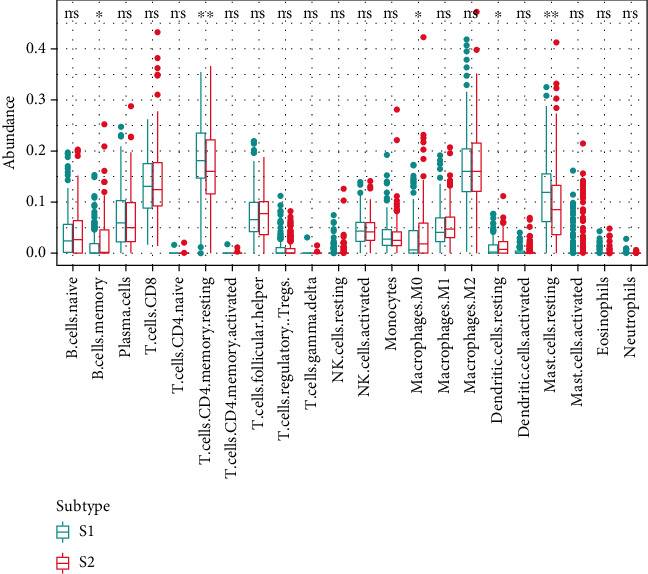 ns * ns ns ns ** ns ns ns ns ns ns ns * ns ns * ns ** ns ns ns
Abundance
0.4
0.3
0.2
0.1
0.0
B.cells.naive
B.cells.memory
Plasma.cells
T.cells.CD8
T.cells.CD4.naive
T.cells.CD4.memory.resting
T.cells.CD4.memory.activated
T.cells.follicular.helper
T.cells.regulatory..Tregs.
T.cells.gamma.delta
NK.cells.resting
NK.cells.activated
Monocytes
Macrophages.M0
Macrophages.M1
Macrophages.M2
Dendritic.cells.resting
Dendritic.cells.activated
Mast.cells.resting
Mast.cells.activated
Eosinophils
Neutrophils
Subtype
S1
S2